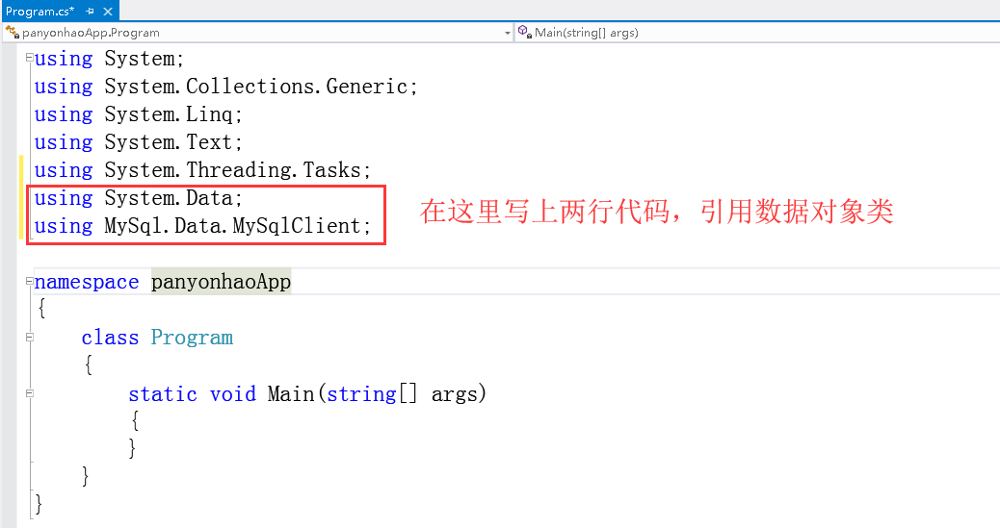 Program.cs*
panyonhaoApp.Program
Main(string[] args)
using System;
using System.Collections.Generic;
using System.Linq;
using System.Text;
using System.Threading.Tasks;
using System.Data;
using MySql.Data.MySqlClient;
在这里写上两行代码，引用数据对象类
namespace panyonhaoApp
{
class Program
{
static void Main(string[] args)
{
}
}
}